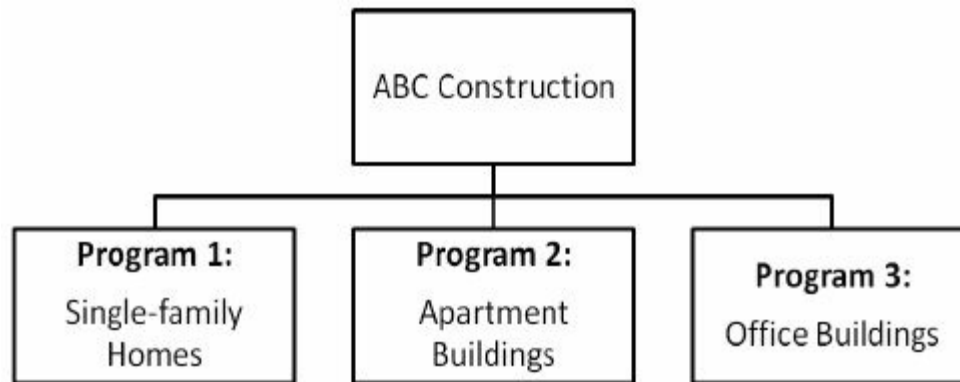 ABC Construction
Program 1:
Single-family
Homes
Program 2:
Apartment
Buildings
Program 3:
Office Buildings